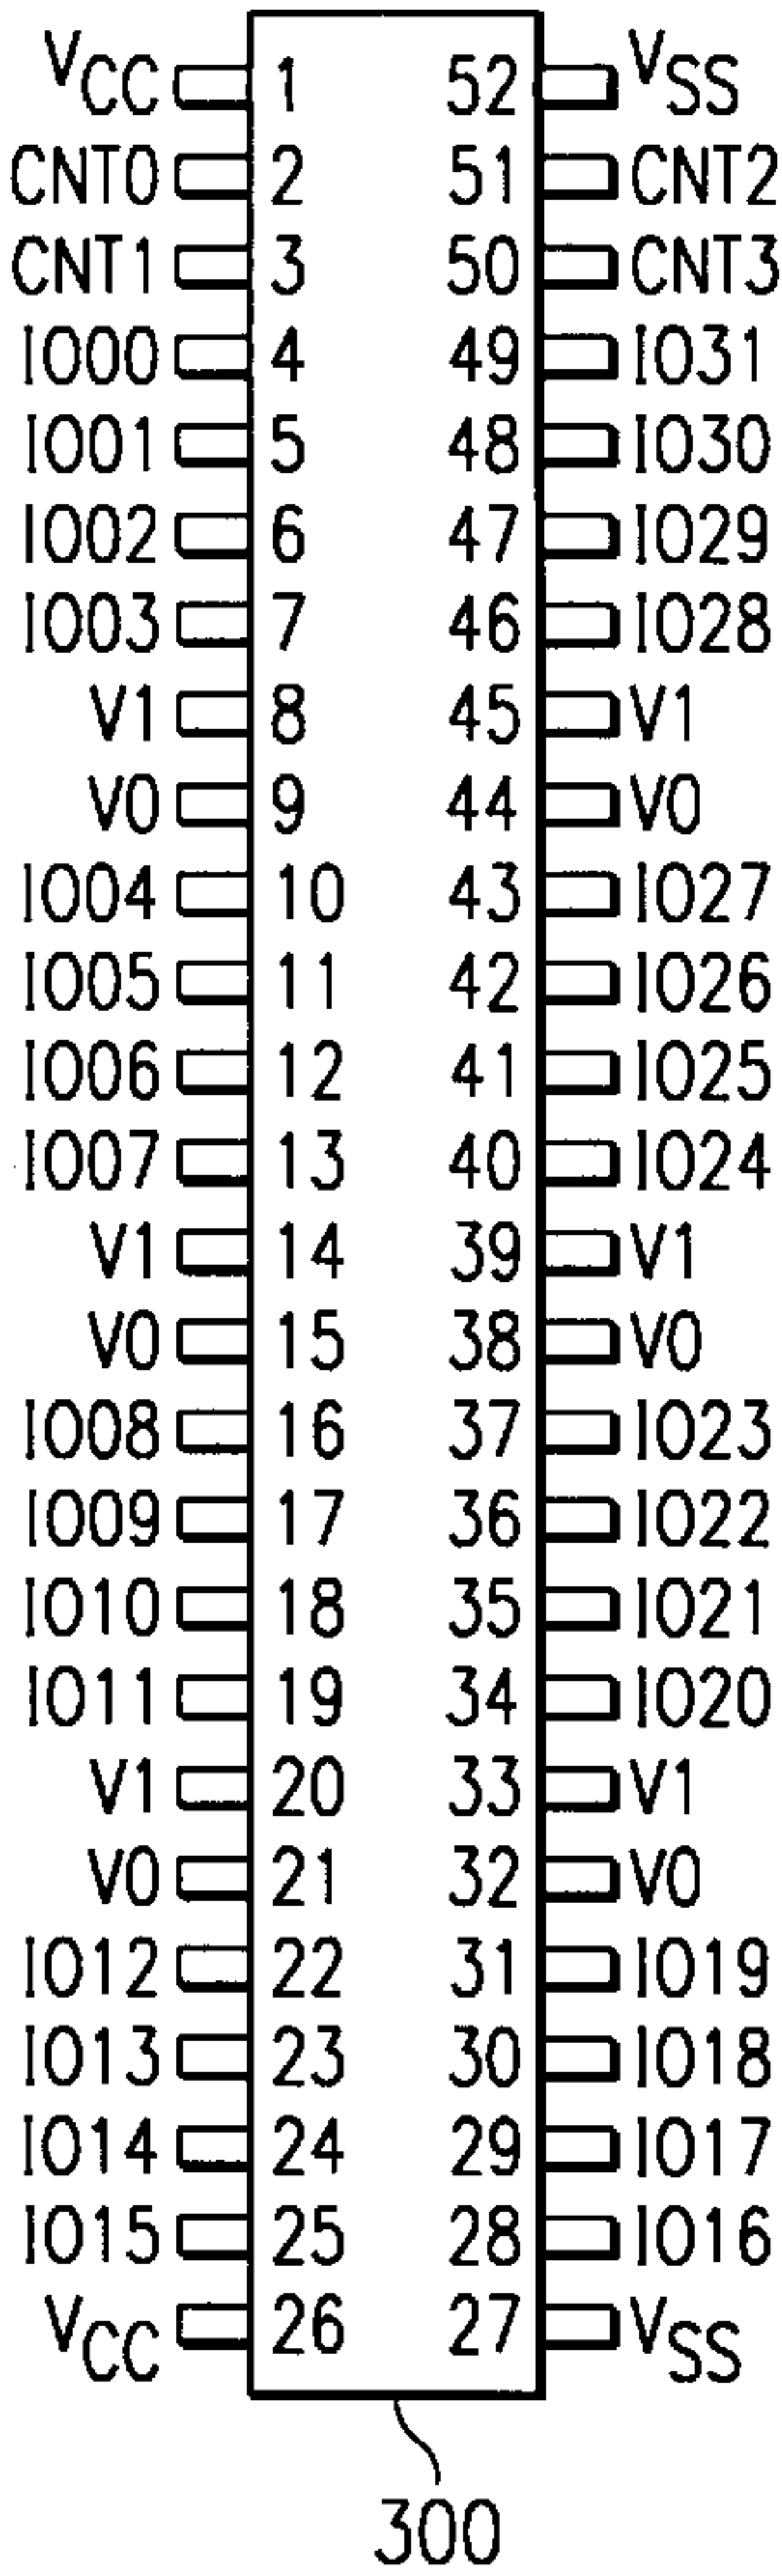 VCC 1 52 VSS
CNT0 2 51 CNT2
CNT1 3 50 CNT3
IO00 4 49 IO31
IO01 5 48 IO30
IO02 6 47 IO29
IO03 7 46 IO28
V1 8 45 V1
V0 9 44 V0
IO04 10 43 IO27
IO05 11 42 IO26
IO06 12 41 IO25
IO07 13 40 IO24
V1 14 39 V1
V0 15 38 V0
IO08 16 37 IO23
IO09 17 36 IO22
IO10 18 35 IO21
IO11 19 34 IO20
V1 20 33 V1
V0 21 32 V0
IO12 22 31 IO19
IO13 23 30 IO18
IO14 24 29 IO17
IO15 25 28 IO16
VCC 26 27 VSS
300